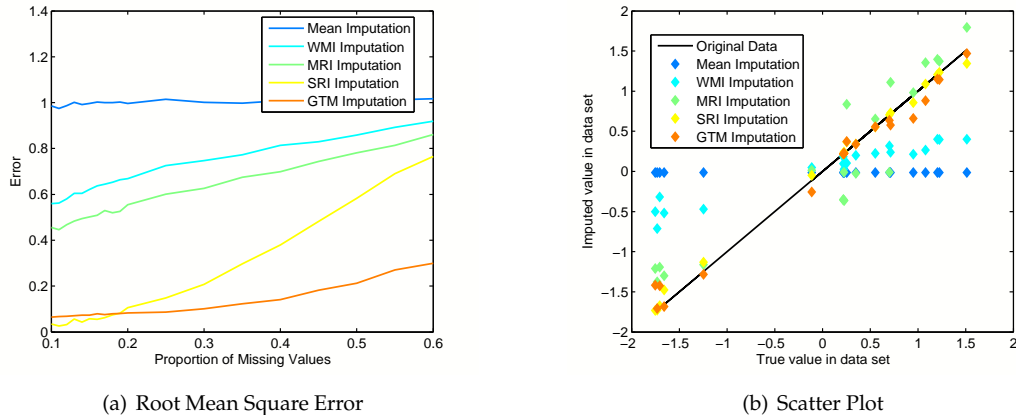 1.4
1.2
1
0.8
0.6
0.4
0.2
0
Error
Mean Imputation
WMI Imputation
MRI Imputation
SRI Imputation
GTM Imputation
0.1
0.2
0.3
0.4
0.5
0.6
Proportion of Missing Values
(a) Root Mean Square Error
2
1.5
1
0.5
0
−0.5
−1
−1.5
−2
Imputed value in data set
Original Data
Mean Imputation
WMI Imputation
MRI Imputation
SRI Imputation
GTM Imputation
−2
−1.5
−1
−0.5
0
0.5
1
1.5
2
True value in data set
(b) Scatter Plot